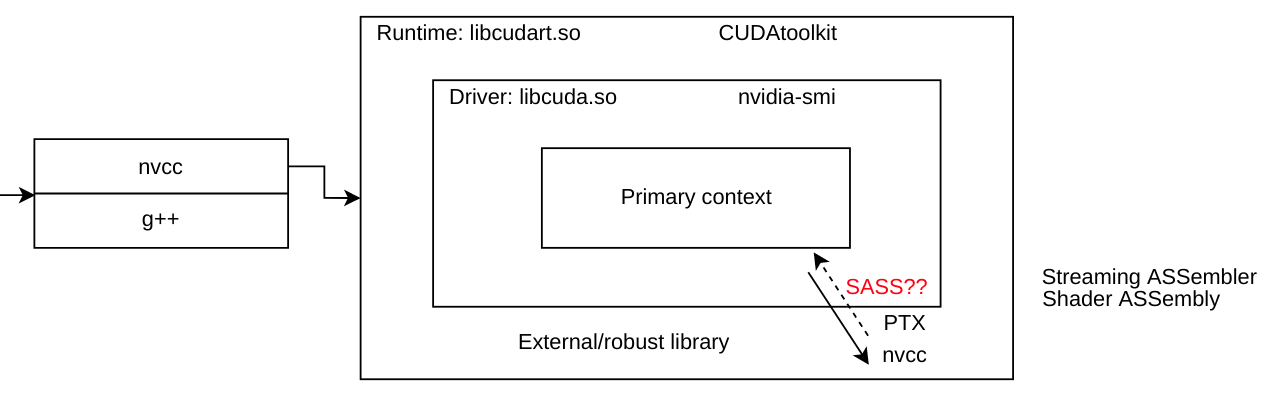 Runtime: libcudart.so
CUDAtoolkit
Driver: libcuda.so
nvidia-smi
nvcc
g++
Primary context
SASS??
PTX
nvcc
External/robust library
Streaming ASSembler
Shader ASSembly